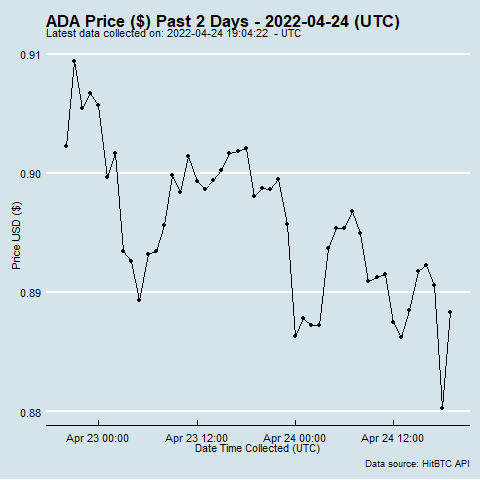 ADA Price ($) Past 2 Days - 2022-04-24 (UTC)
Latest data collected on: 2022-04-24 19:04:22  - UTC
0.91
0.90
0.89
0.88
Price USD ($)
Apr 23 00:00
Apr 23 12:00
Apr 24 00:00
Apr 24 12:00
Date Time Collected (UTC)
Data source: HitBTC API